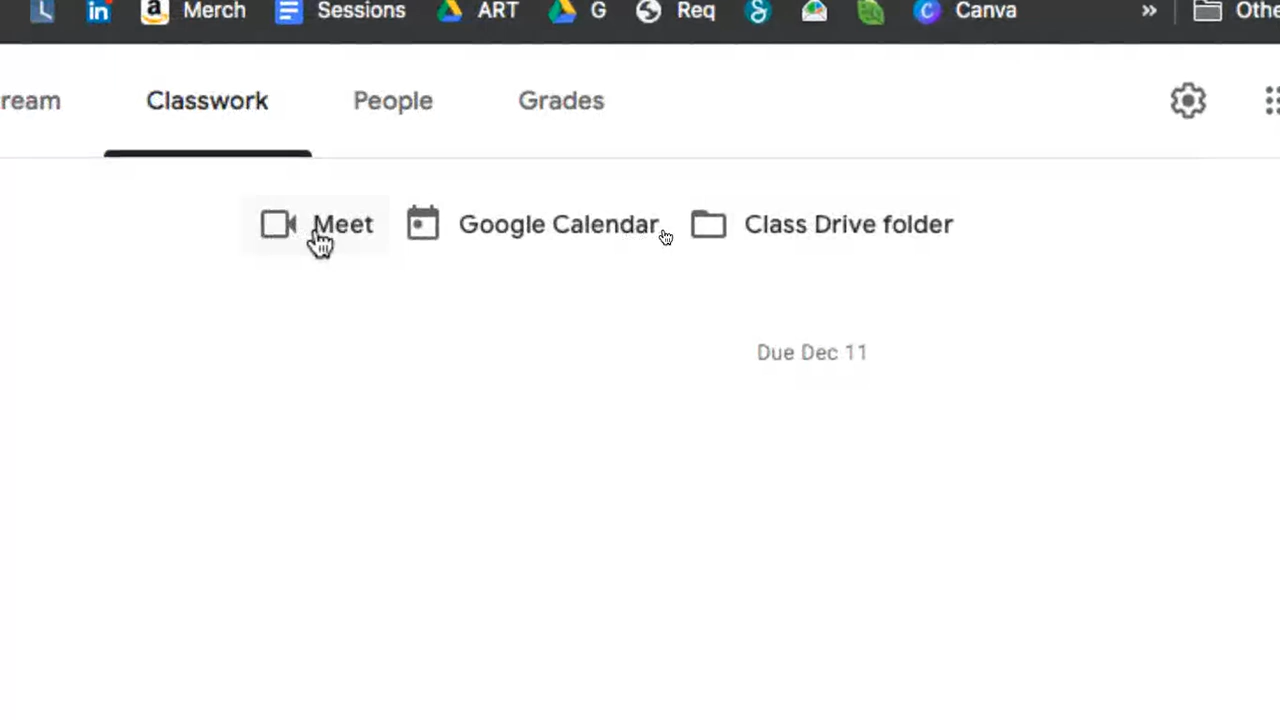 Merch Sessions ART G Req Canva » Othe
ream Classwork People Grades
Meet Google Calendar Class Drive folder
Due Dec 11